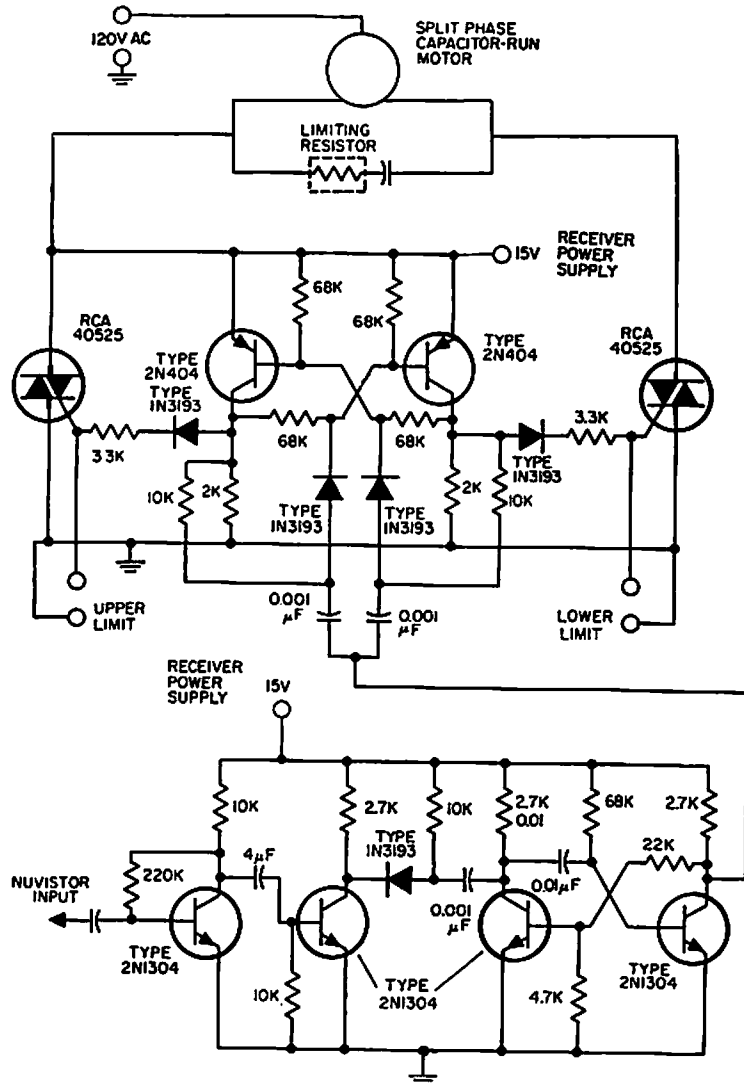 120V AC
SPLIT PHASE
CAPACITOR-RUN
MOTOR
LIMITING
RESISTOR
RECEIVER
POWER
SUPPLY
15V
68K
68K
RCA
40525
TYPE
2N404
TYPE
2N404
RCA
40525
TYPE
1N3193
3.3K
68K
68K
3.3K
TYPE
1N3193
10K
2K
TYPE
1N3193
TYPE
1N3193
2K
10K
UPPER
LIMIT
0.001
μF
0.001
μF
LOWER
LIMIT
RECEIVER
POWER
SUPPLY
15V
10K
2.7K
10K
2.7K
0.01
68K
2.7K
TYPE
1N3193
22K
220K
4μF
0.01μF
NUVISTOR
INPUT
0.001
μF
TYPE
2N1304
10K
TYPE
2N1304
4.7K
TYPE
2N1304